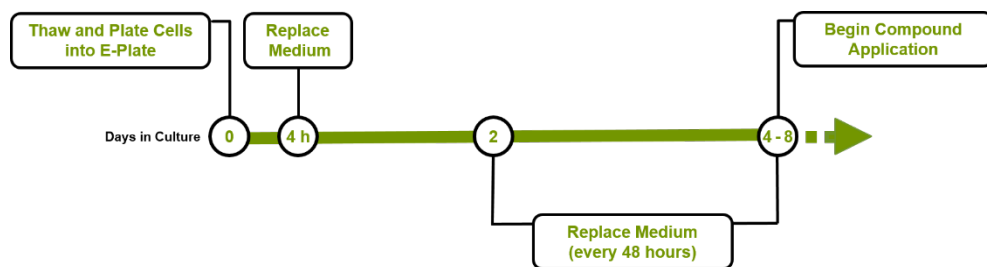 Thaw and Plate Cells
into E-Plate
Replace
Medium
Begin Compound
Application
Days in Culture
0
4 h
2
4 - 8
Replace Medium
(every 48 hours)